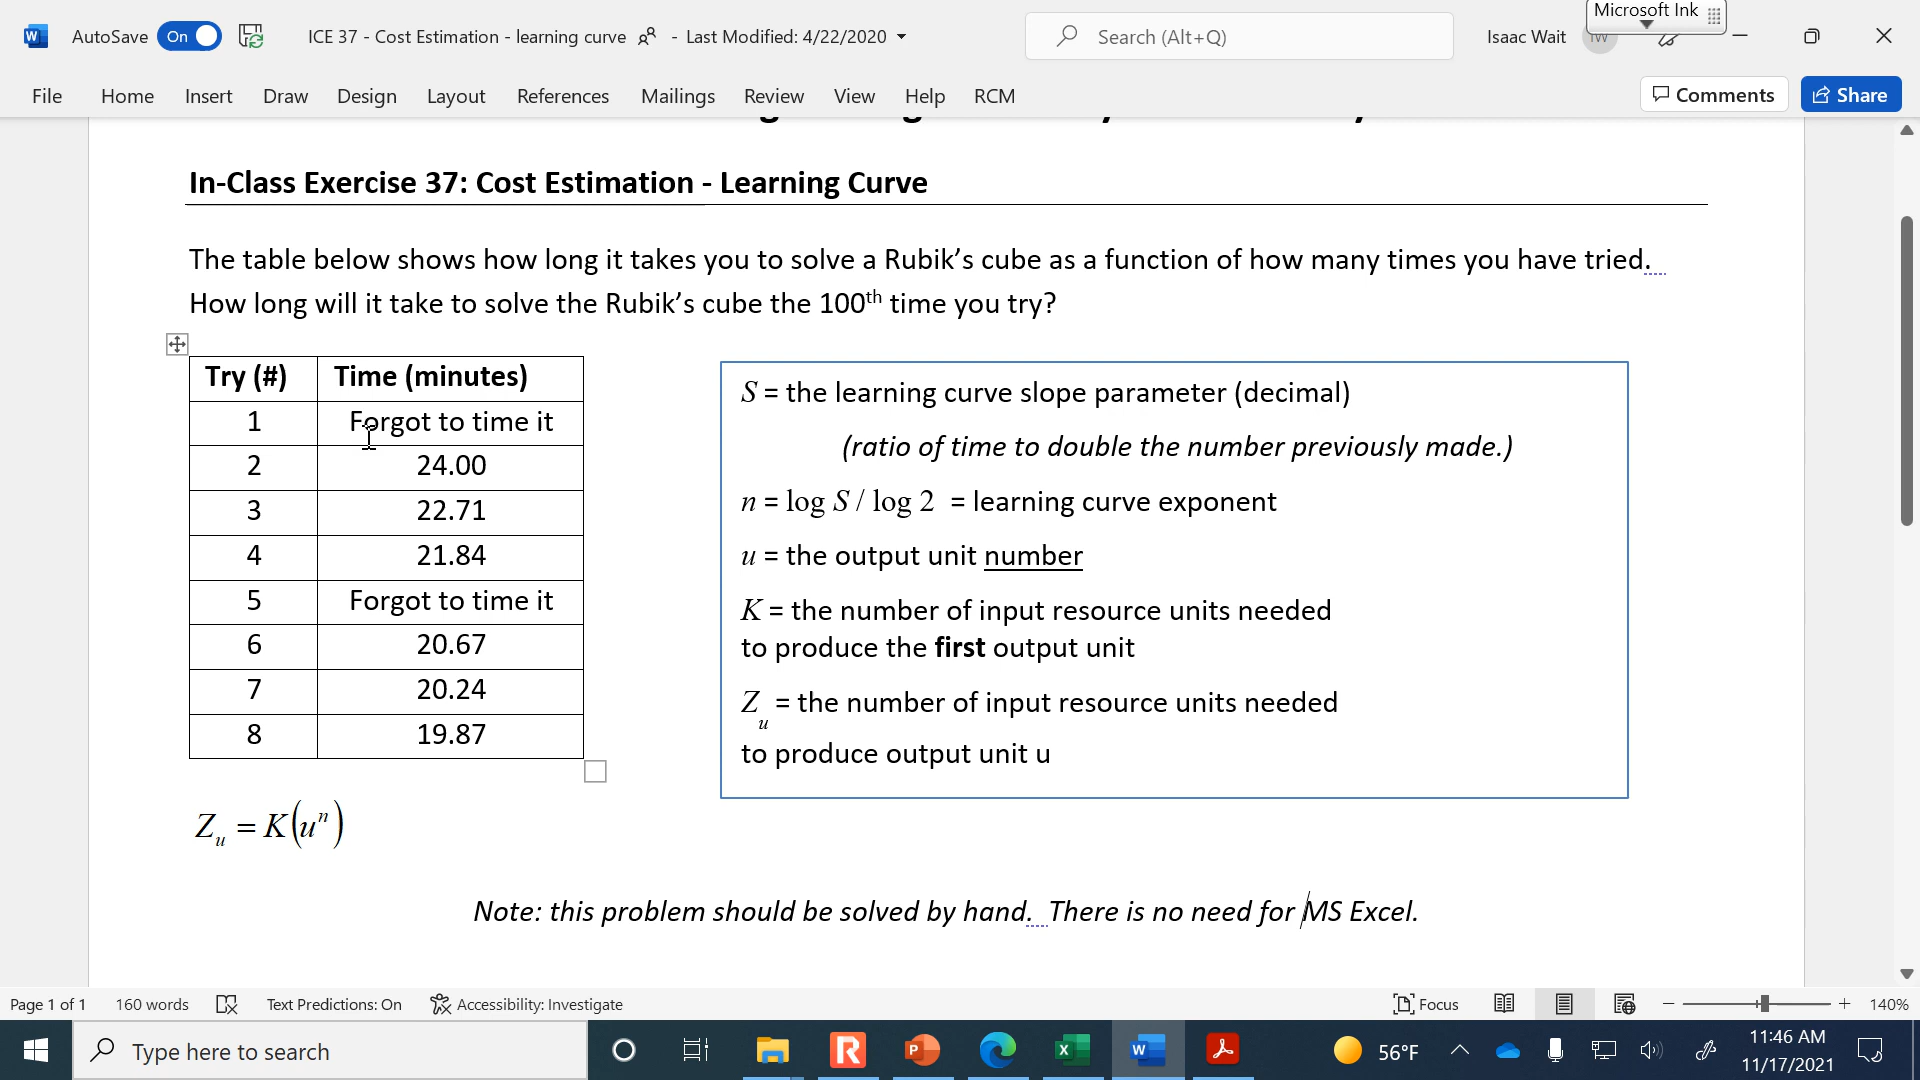 Microsoft Ink
AutoSave On ICE 37 - Cost Estimation - learning curve - Last Modified: 4/22/2020 Search (Alt+Q) Isaac Wait IW
File Home Insert Draw Design Layout References Mailings Review View Help RCM Comments Share
In-Class Exercise 37: Cost Estimation - Learning Curve
The table below shows how long it takes you to solve a Rubik’s cube as a function of how many times you have tried.
How long will it take to solve the Rubik’s cube the 100th time you try?
Try (#) Time (minutes)
1 Forgot to time it
2 24.00
3 22.71
4 21.84
5 Forgot to time it
6 20.67
7 20.24
8 19.87
S = the learning curve slope parameter (decimal)
(ratio of time to double the number previously made.)
n = log S / log 2 = learning curve exponent
u = the output unit number
K = the number of input resource units needed
to produce the first output unit
Zu = the number of input resource units needed
to produce output unit u
Zu = K(uⁿ)
Note: this problem should be solved by hand. There is no need for MS Excel.
Page 1 of 1 160 words Text Predictions: On Accessibility: Investigate Focus 140%
Type here to search 56°F 11:46 AM
11/17/2021